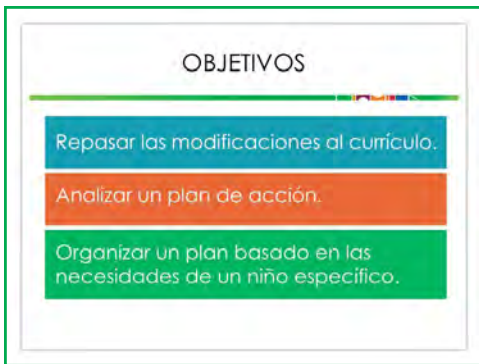 OBJETIVOS
Repasar las modificaciones al currículo.
Analizar un plan de acción.
Organizar un plan basado en las
necesidades de un niño específico.